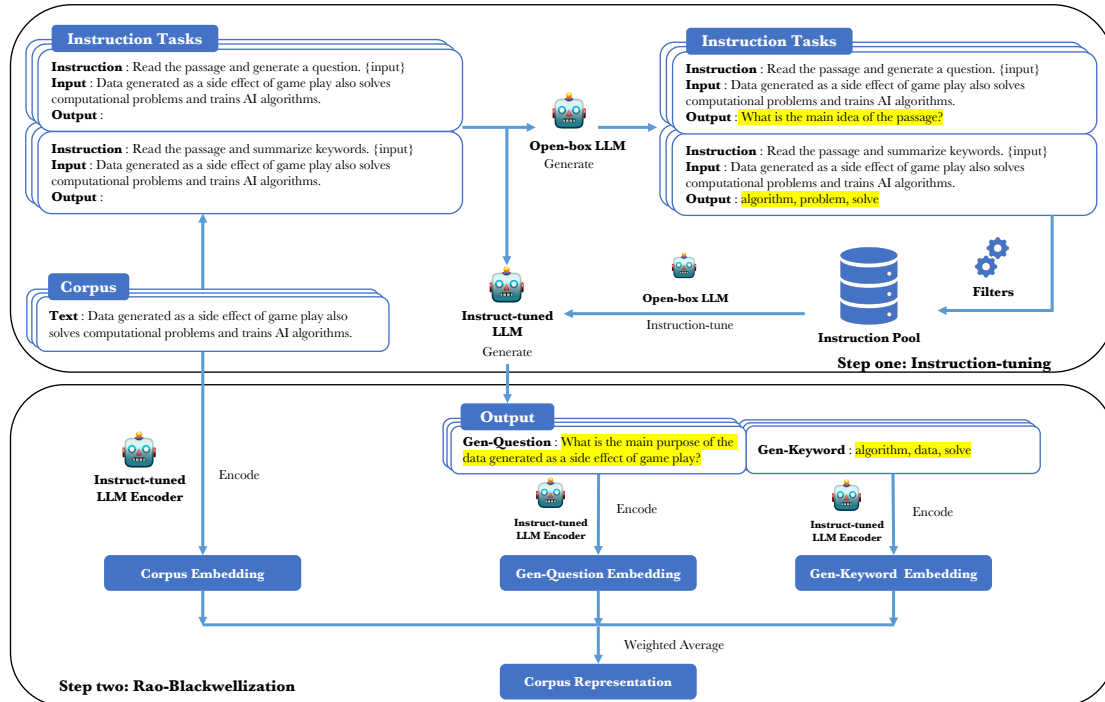 Instruction Tasks
Instruction : Read the passage and generate a question. {input}
Input : Data generated as a side effect of game play also solves
computational problems and trains AI algorithms.
Output :
Instruction : Read the passage and summarize keywords. {input}
Input : Data generated as a side effect of game play also solves
computational problems and trains AI algorithms.
Output :
Open-box LLM
Generate
Instruction Tasks
Instruction : Read the passage and generate a question. {input}
Input : Data generated as a side effect of game play also solves
computational problems and trains AI algorithms.
Output : What is the main idea of the passage?
Instruction : Read the passage and summarize keywords. {input}
Input : Data generated as a side effect of game play also solves
computational problems and trains AI algorithms.
Output : algorithm, problem, solve
Corpus
Text : Data generated as a side effect of game play also
solves computational problems and trains AI algorithms.
Instruct-tuned
LLM
Generate
Open-box LLM
Instruction-tune
Instruction Pool
Filters
Step one: Instruction-tuning
Output
Gen-Question : What is the main purpose of the
data generated as a side effect of game play?
Gen-Keyword : algorithm, data, solve
Instruct-tuned
LLM Encoder
Encode
Instruct-tuned
LLM Encoder
Encode
Instruct-tuned
LLM Encoder
Encode
Corpus Embedding
Gen-Question Embedding
Gen-Keyword Embedding
Weighted Average
Corpus Representation
Step two: Rao-Blackwellization